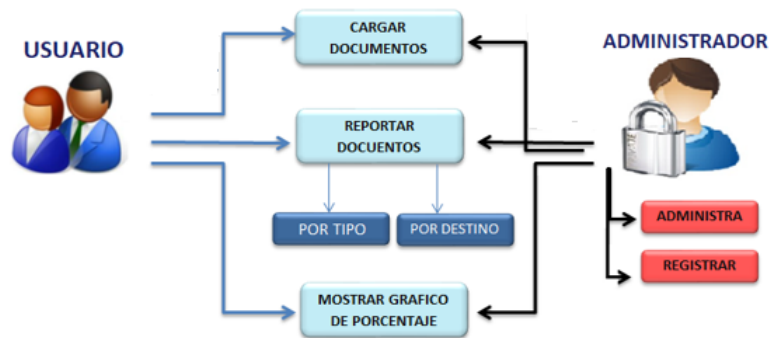 USUARIO
CARGAR
DOCUMENTOS
ADMINISTRADOR
REPORTAR
DOCUENTOS
POR TIPO
POR DESTINO
ADMINISTRA
REGISTRAR
MOSTRAR GRAFICO
DE PORCENTAJE